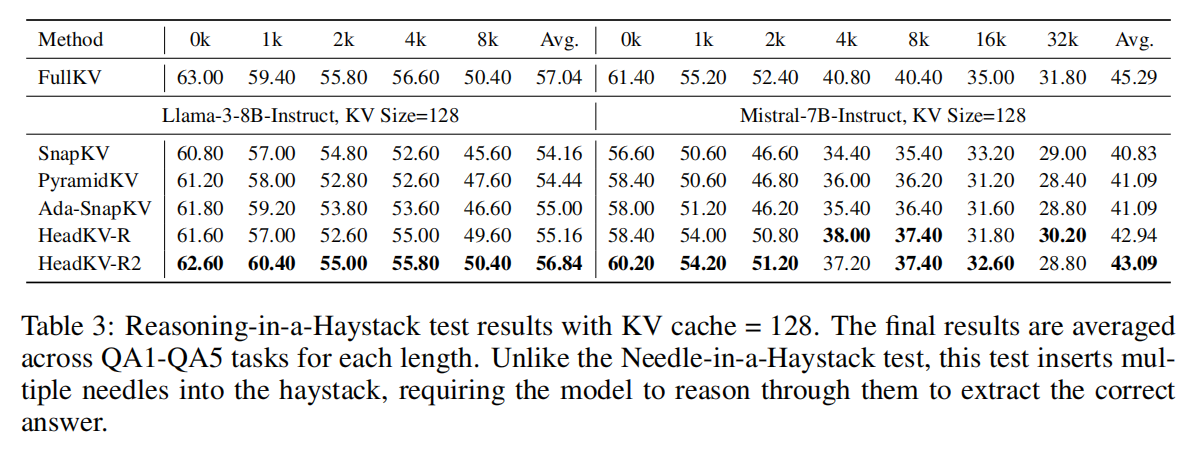 Method 0k 1k 2k 4k 8k Avg. 0k 1k 2k 4k 8k 16k 32k Avg.
FullKV 63.00 59.40 55.80 56.60 50.40 57.04 61.40 55.20 52.40 40.80 40.40 35.00 31.80 45.29
Llama-3-8B-Instruct, KV Size=128 Mistral-7B-Instruct, KV Size=128
SnapKV 60.80 57.00 54.80 52.60 45.60 54.16 56.60 50.60 46.60 34.40 35.40 33.20 29.00 40.83
PyramidKV 61.20 58.00 52.80 52.60 47.60 54.44 58.40 50.60 46.80 36.00 36.20 31.20 28.40 41.09
Ada-SnapKV 61.80 59.20 53.80 53.60 46.60 55.00 58.00 51.20 46.20 35.40 36.40 31.60 28.80 41.09
HeadKV-R 61.60 57.00 52.60 55.00 49.60 55.16 58.40 54.00 50.80 38.00 37.40 31.80 30.20 42.94
HeadKV-R2 62.60 60.40 55.00 55.80 50.40 56.84 60.20 54.20 51.20 37.20 37.40 32.60 28.80 43.09
Table 3: Reasoning-in-a-Haystack test results with KV cache = 128. The final results are averaged
across QA1-QA5 tasks for each length. Unlike the Needle-in-a-Haystack test, this test inserts mul-
tiple needles into the haystack, requiring the model to reason through them to extract the correct
answer.